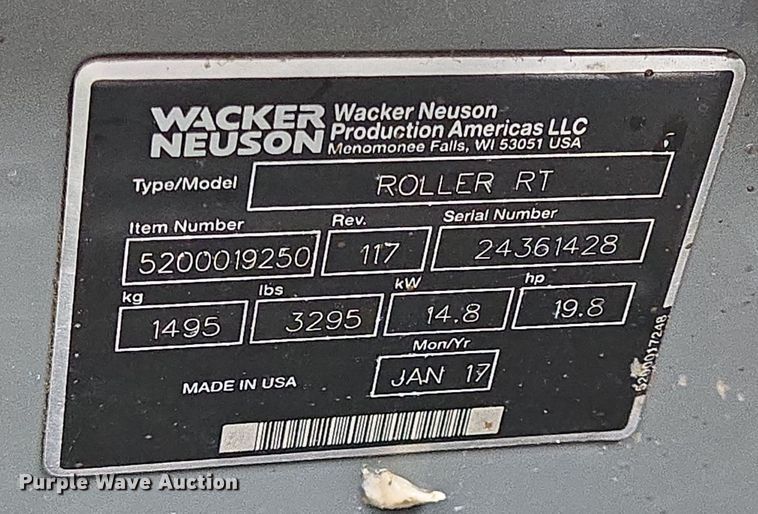 WACKER NEUSON
Wacker Neuson
Production Americas LLC
Menomonee Falls, WI 53051 USA
Type/Model ROLLER RT
Item Number Rev. Serial Number
5200019250 117 24361428
kg lbs kW hp
1495 3295 14.8 19.8
Mon/Yr
MADE IN USA JAN 17
5200017248
Purple Wave Auction